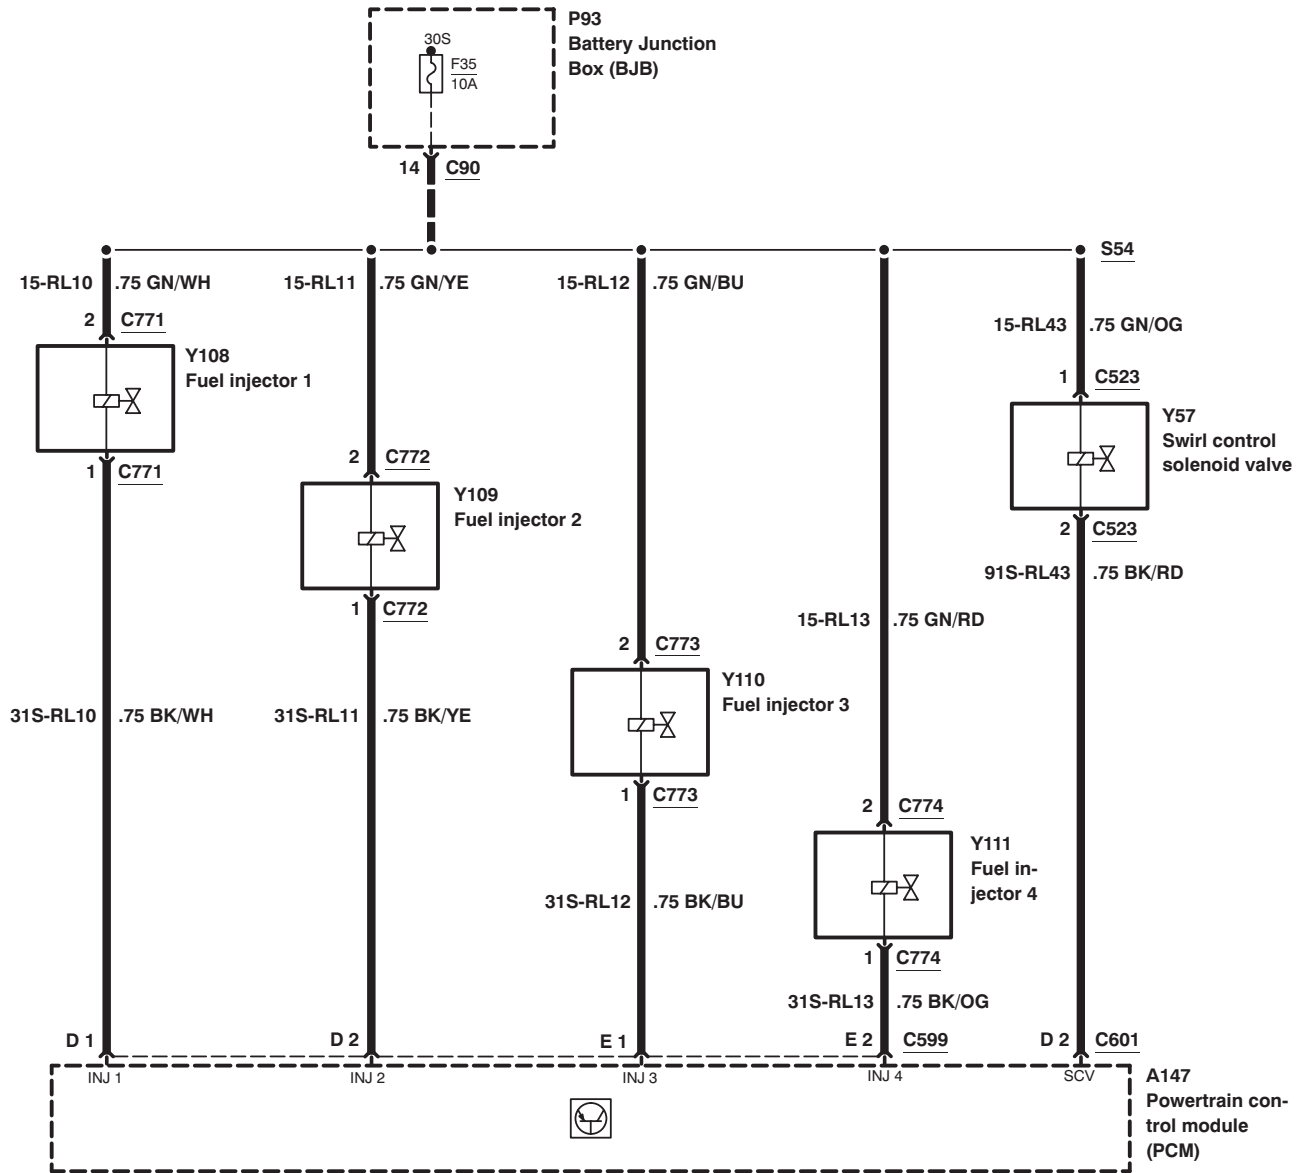 P93
Battery Junction
Box (BJB)
30S
F35
10A
14 C90
S54
15-RL10 .75 GN/WH
15-RL11 .75 GN/YE
15-RL12 .75 GN/BU
15-RL43 .75 GN/OG
2 C771
Y108
Fuel injector 1
1 C771
1 C523
Y57
Swirl control
solenoid valve
2 C523
2 C772
Y109
Fuel injector 2
1 C772
91S-RL43 .75 BK/RD
15-RL13 .75 GN/RD
2 C773
Y110
Fuel injector 3
1 C773
31S-RL10 .75 BK/WH
31S-RL11 .75 BK/YE
2 C774
Y111
Fuel in-
jector 4
1 C774
31S-RL12 .75 BK/BU
31S-RL13 .75 BK/OG
D 1
D 2
E 1
E 2 C599
D 2 C601
INJ 1
INJ 2
INJ 3
INJ 4
SCV
A147
Powertrain con-
trol module
(PCM)